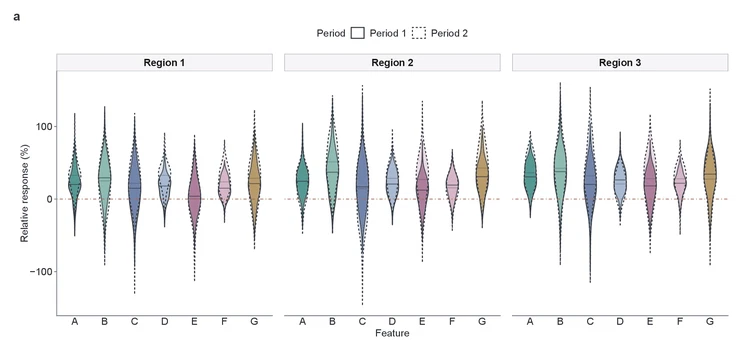 a
Period Period 1 Period 2
Region 1 Region 2 Region 3
Relative response (%)
100
0
−100
A B C D E F G A B C D E F G A B C D E F G
Feature